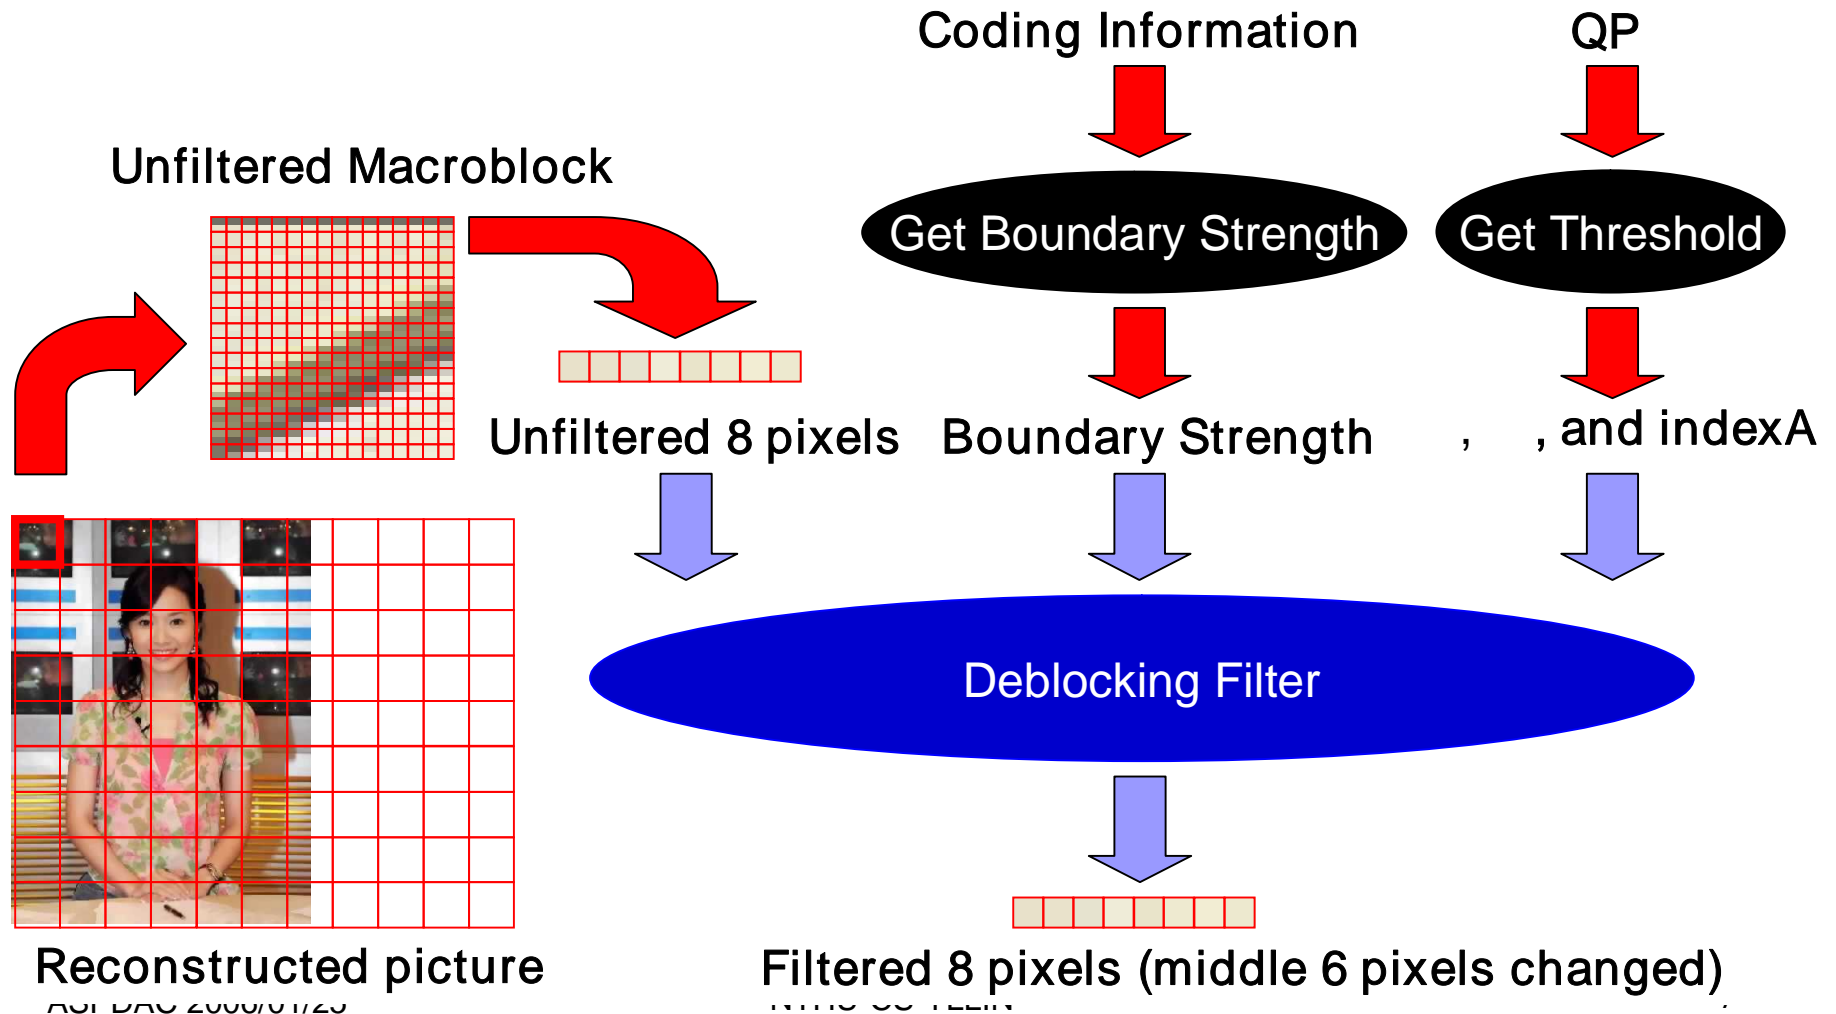 Coding Information
QP
Unfiltered Macroblock
Get Boundary Strength
Get Threshold
Unfiltered 8 pixels
Boundary Strength
, , and indexA
Deblocking Filter
Reconstructed picture
Filtered 8 pixels (middle 6 pixels changed)